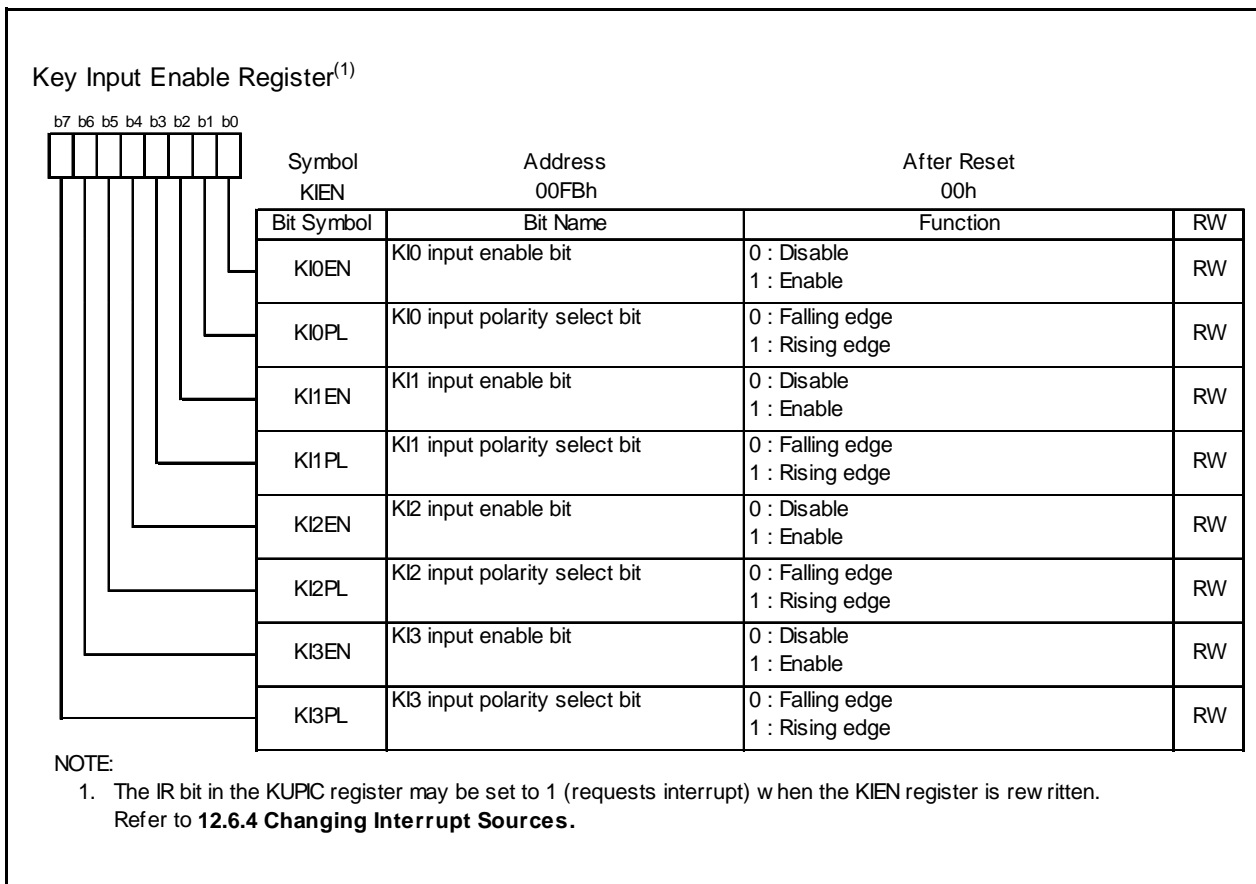 Key Input Enable Register(1)
b7 b6 b5 b4 b3 b2 b1 b0
Symbol Address After Reset
KIEN 00FBh 00h
Bit Symbol Bit Name Function RW
KI0EN KI0 input enable bit 0 : Disable RW
1 : Enable
KI0PL KI0 input polarity select bit 0 : Falling edge RW
1 : Rising edge
KI1EN KI1 input enable bit 0 : Disable RW
1 : Enable
KI1PL KI1 input polarity select bit 0 : Falling edge RW
1 : Rising edge
KI2EN KI2 input enable bit 0 : Disable RW
1 : Enable
KI2PL KI2 input polarity select bit 0 : Falling edge RW
1 : Rising edge
KI3EN KI3 input enable bit 0 : Disable RW
1 : Enable
KI3PL KI3 input polarity select bit 0 : Falling edge RW
1 : Rising edge
NOTE:
1. The IR bit in the KUPIC register may be set to 1 (requests interrupt) when the KIEN register is rewritten.
Refer to 12.6.4 Changing Interrupt Sources.